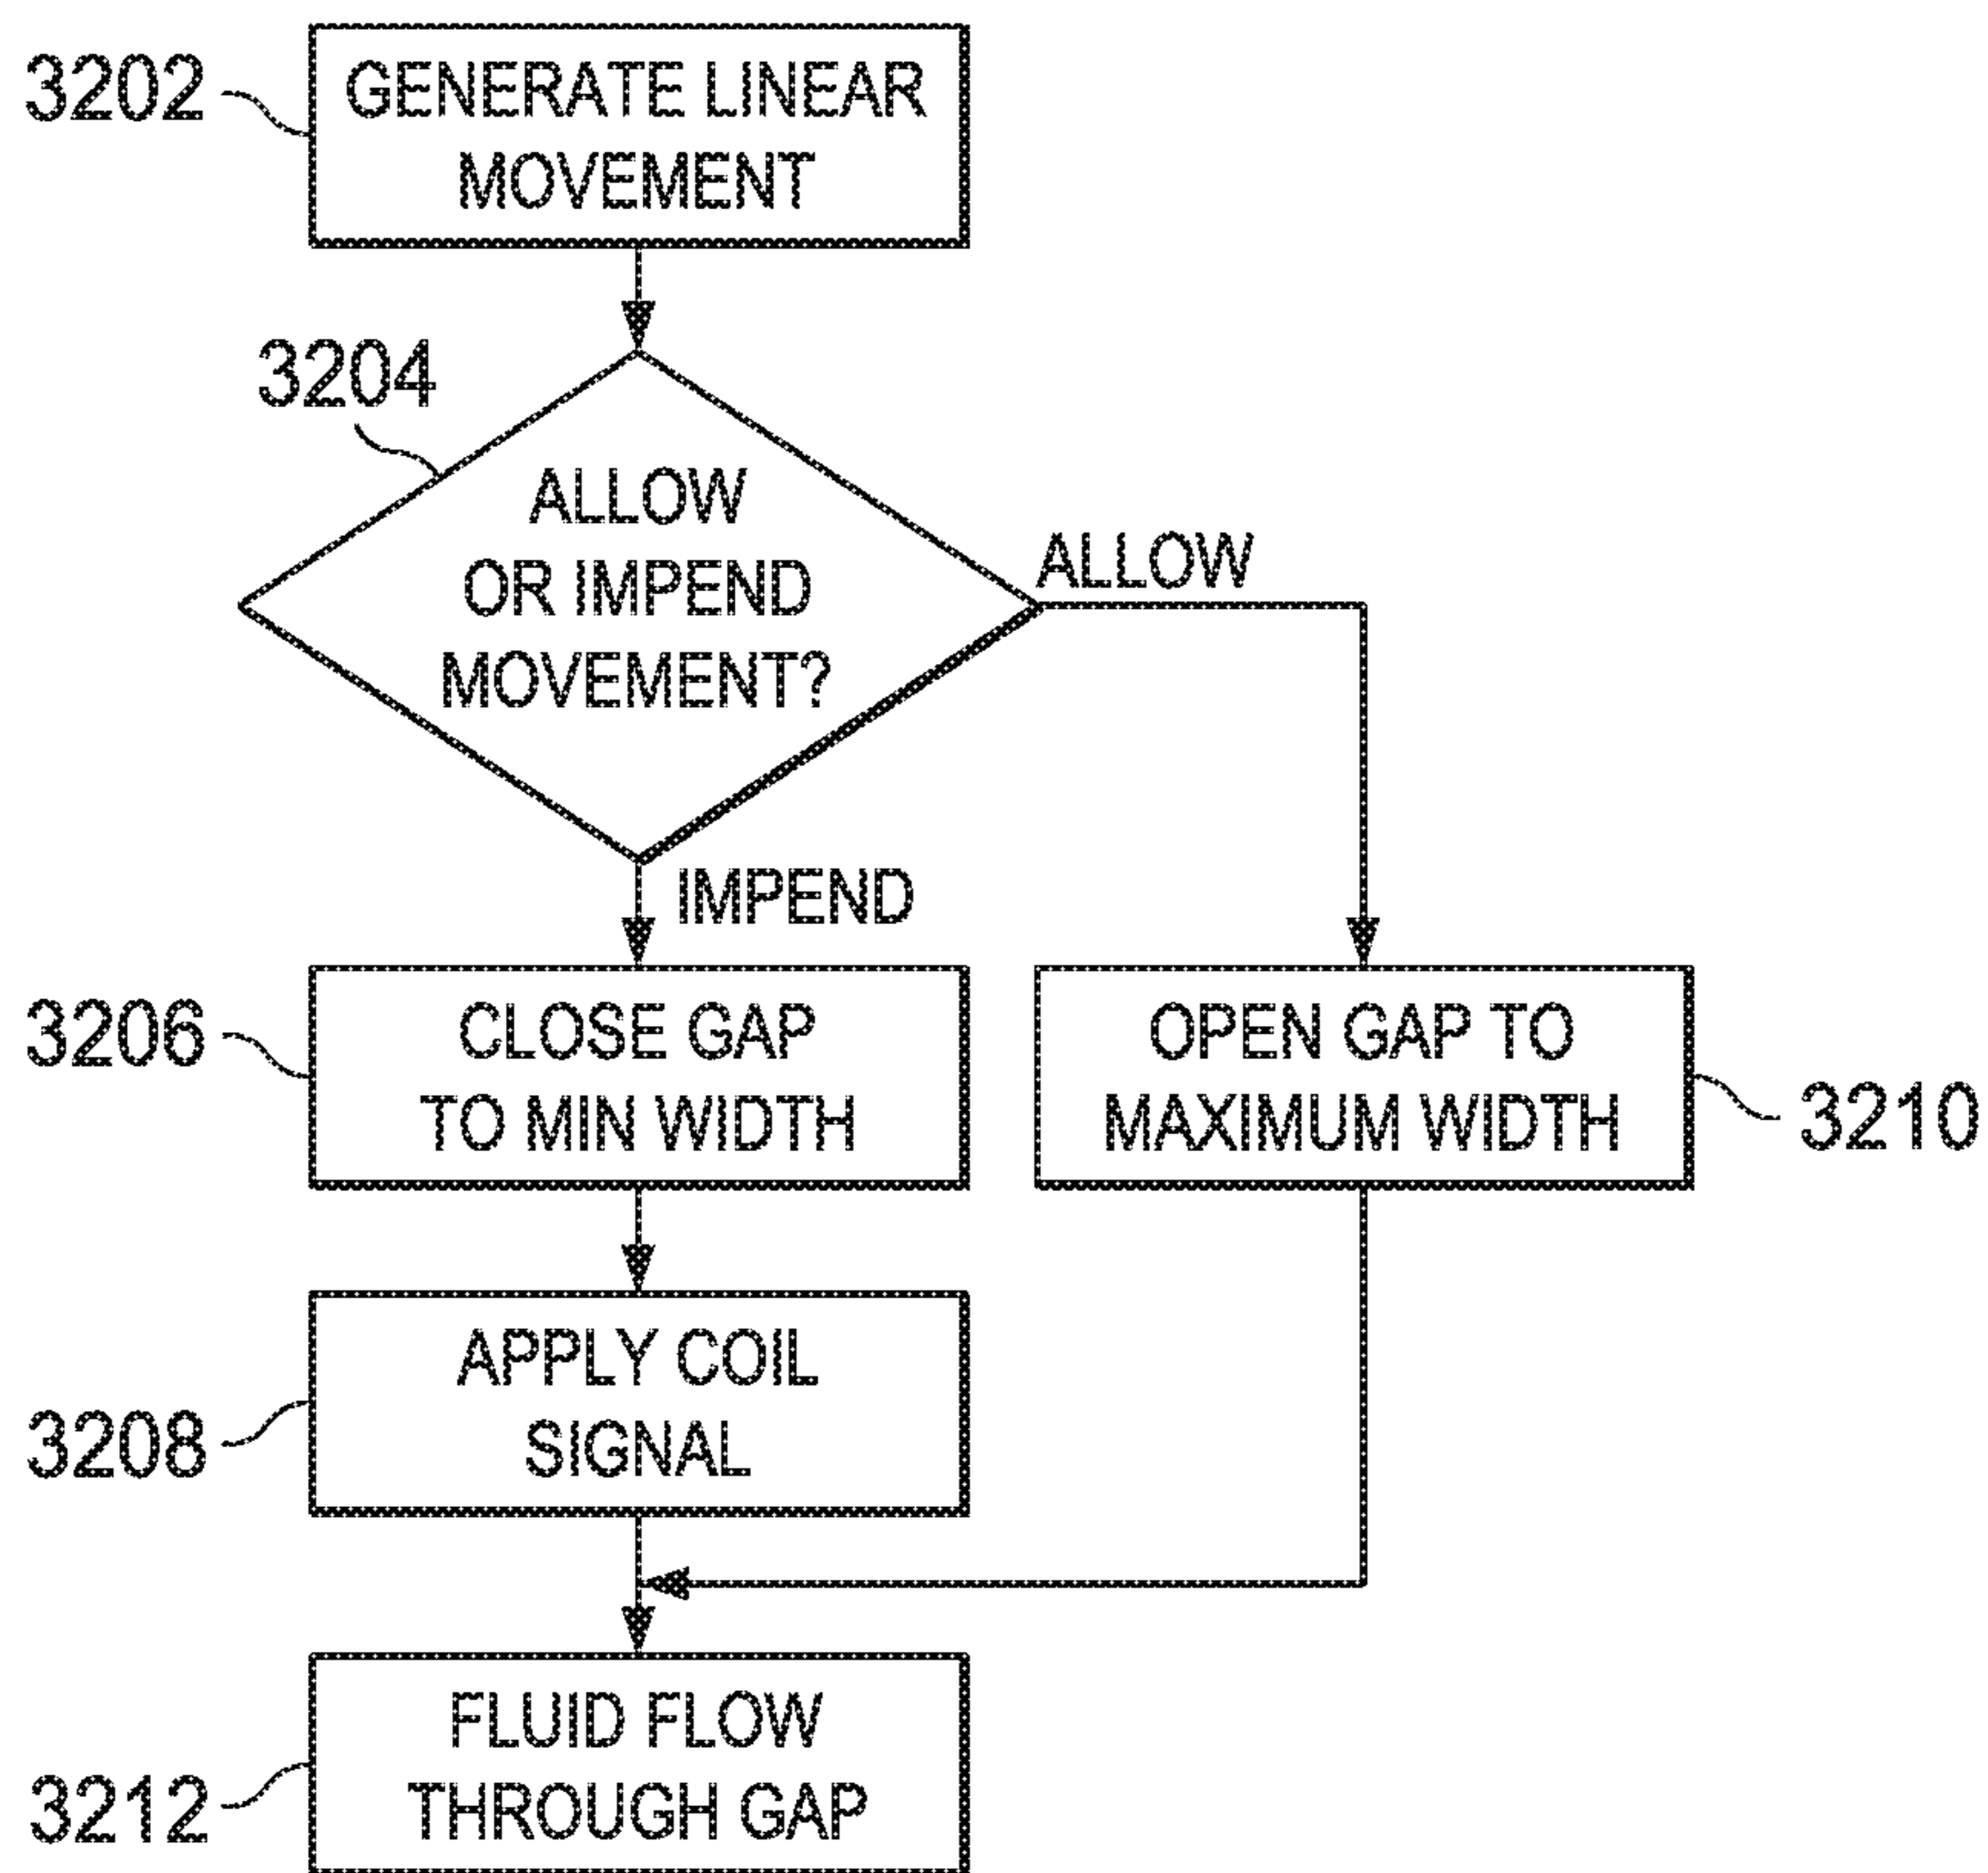 3202
GENERATE LINEAR
MOVEMENT
3204
ALLOW
OR IMPEND
MOVEMENT?
ALLOW
IMPEND
3206
CLOSE GAP
TO MIN WIDTH
OPEN GAP TO
MAXIMUM WIDTH
3210
APPLY COIL
SIGNAL
3208
FLUID FLOW
THROUGH GAP
3212